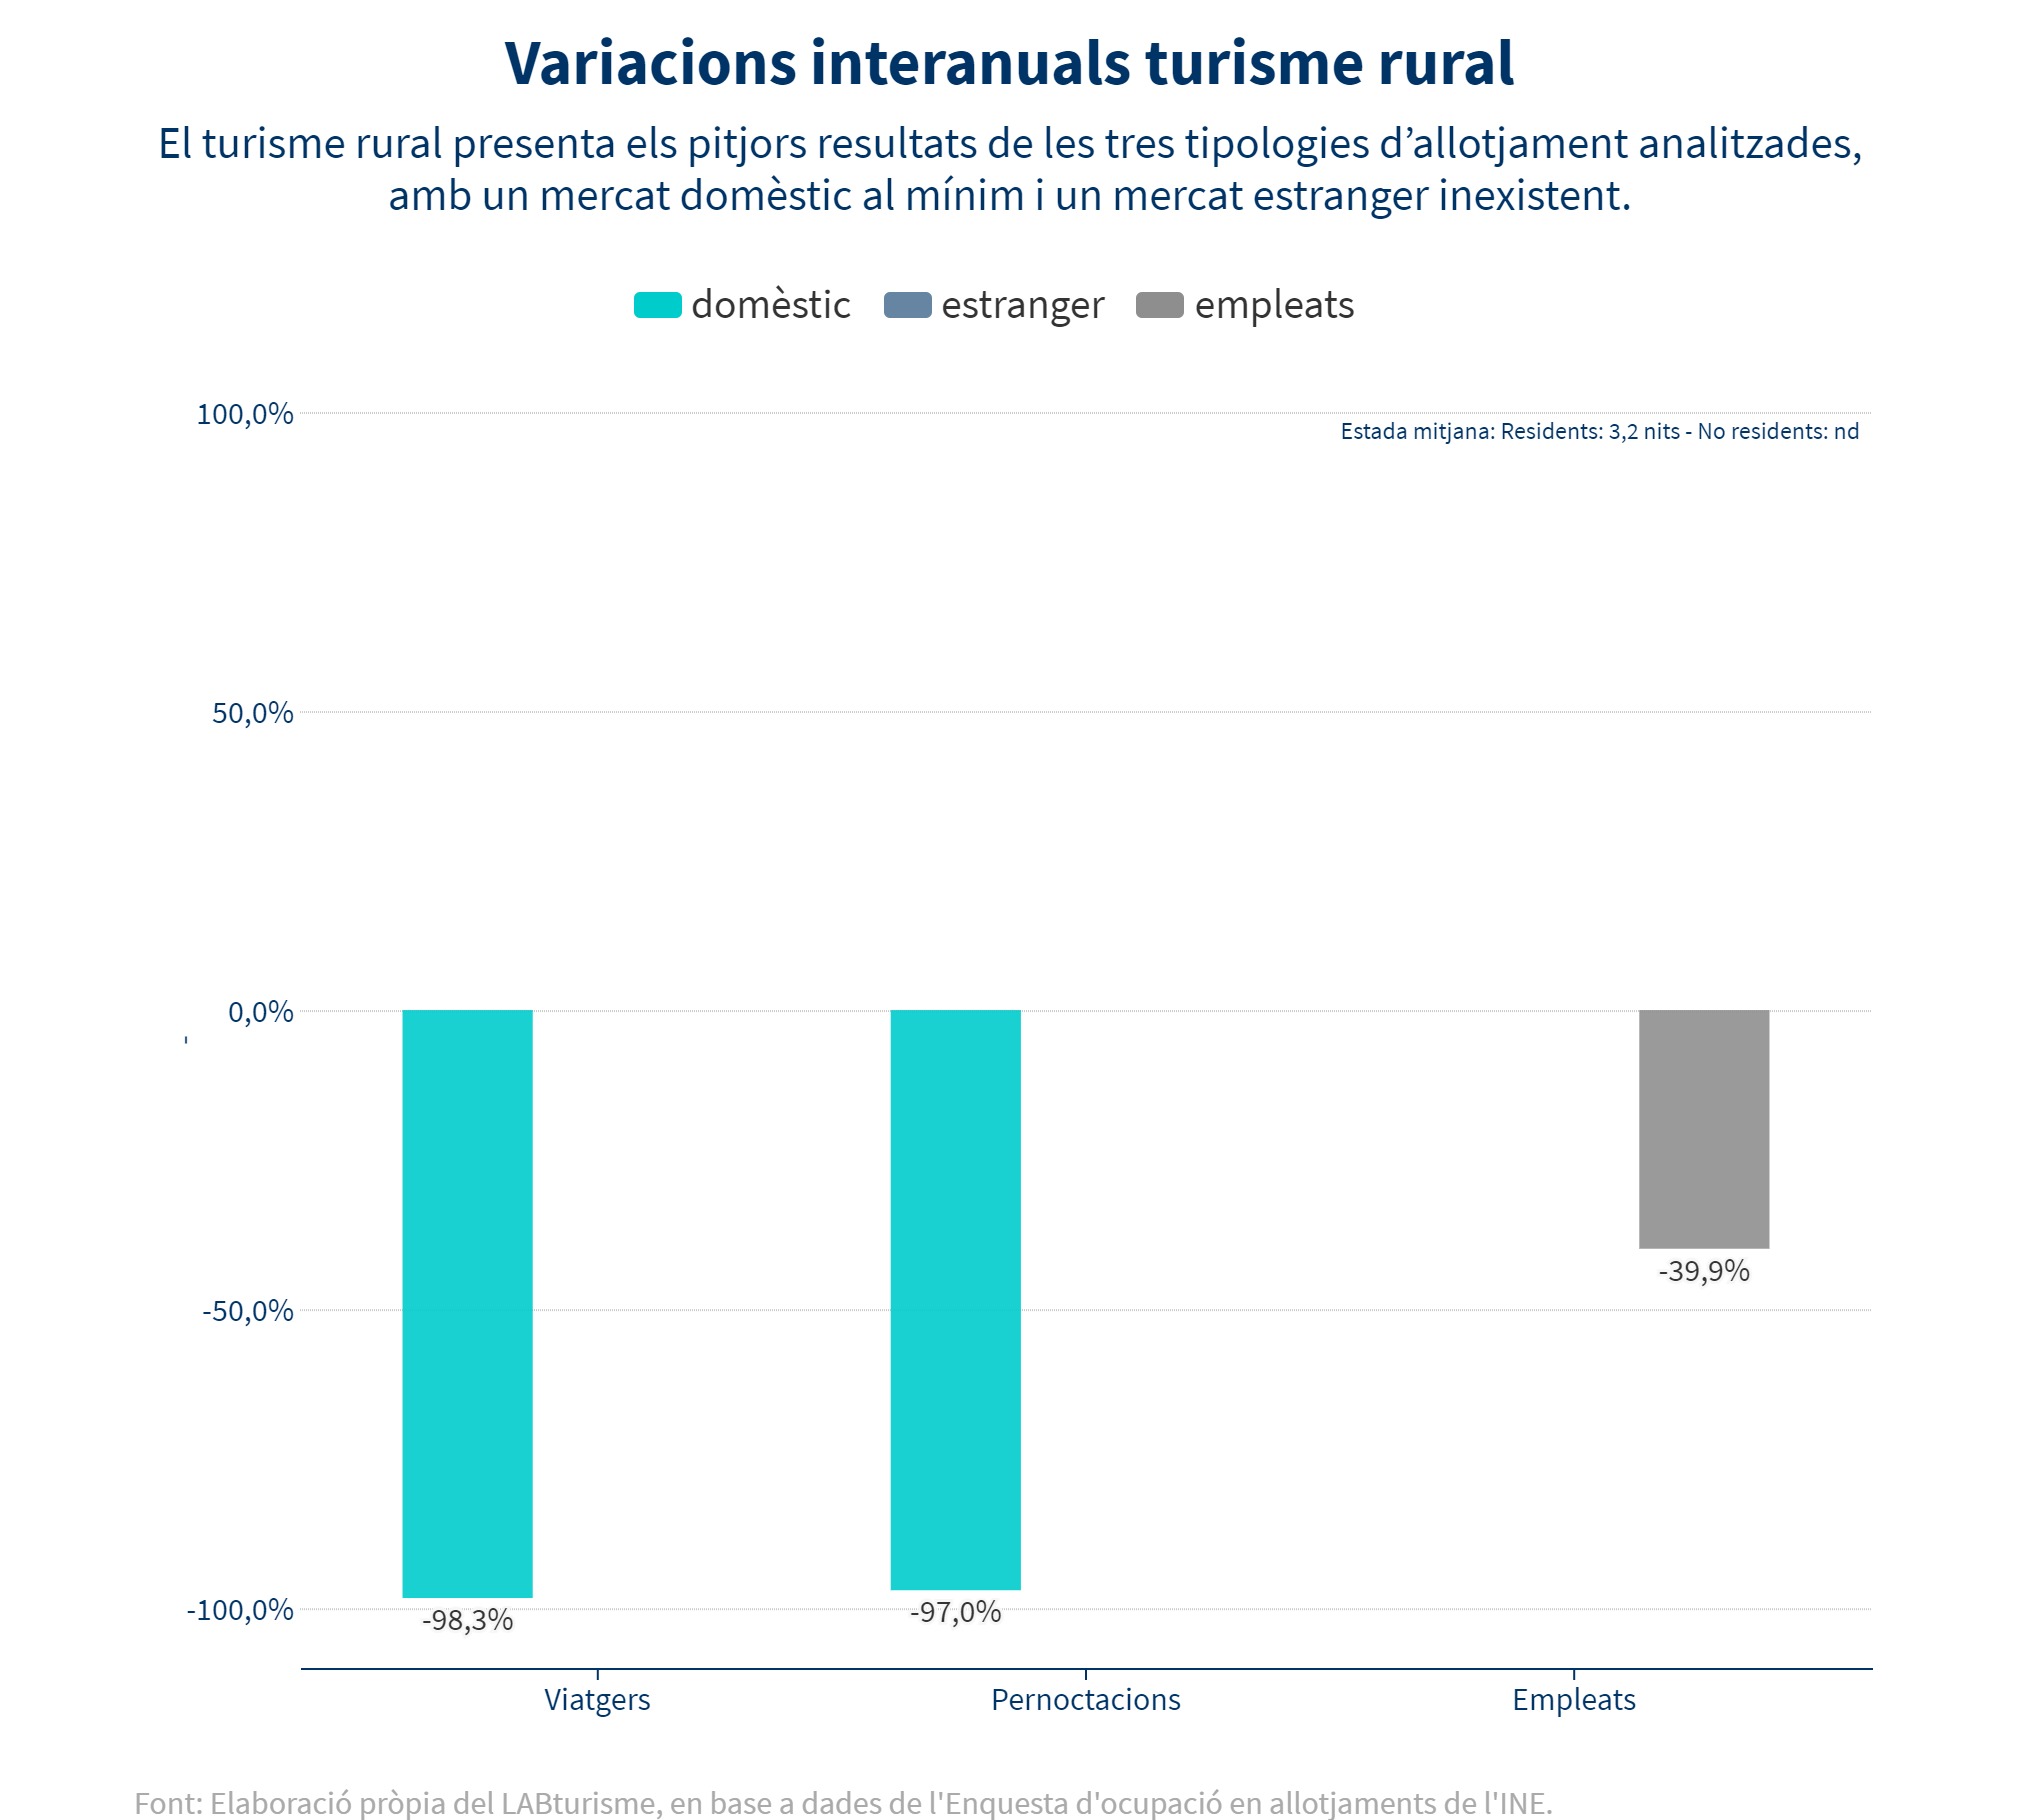 Variacions interanuals turisme rural
El turisme rural presenta els pitjors resultats de les tres tipologies d’allotjament analitzades,
amb un mercat domèstic al mínim i un mercat estranger inexistent.
domèstic estranger empleats
100,0%
Estada mitjana: Residents: 3,2 nits - No residents: nd
50,0%
0,0%
-
-39,9%
-50,0%
-100,0%
-98,3% -97,0%
Viatgers Pernoctacions Empleats
Font: Elaboració pròpia del LABturisme, en base a dades de l'Enquesta d'ocupació en allotjaments de l'INE.